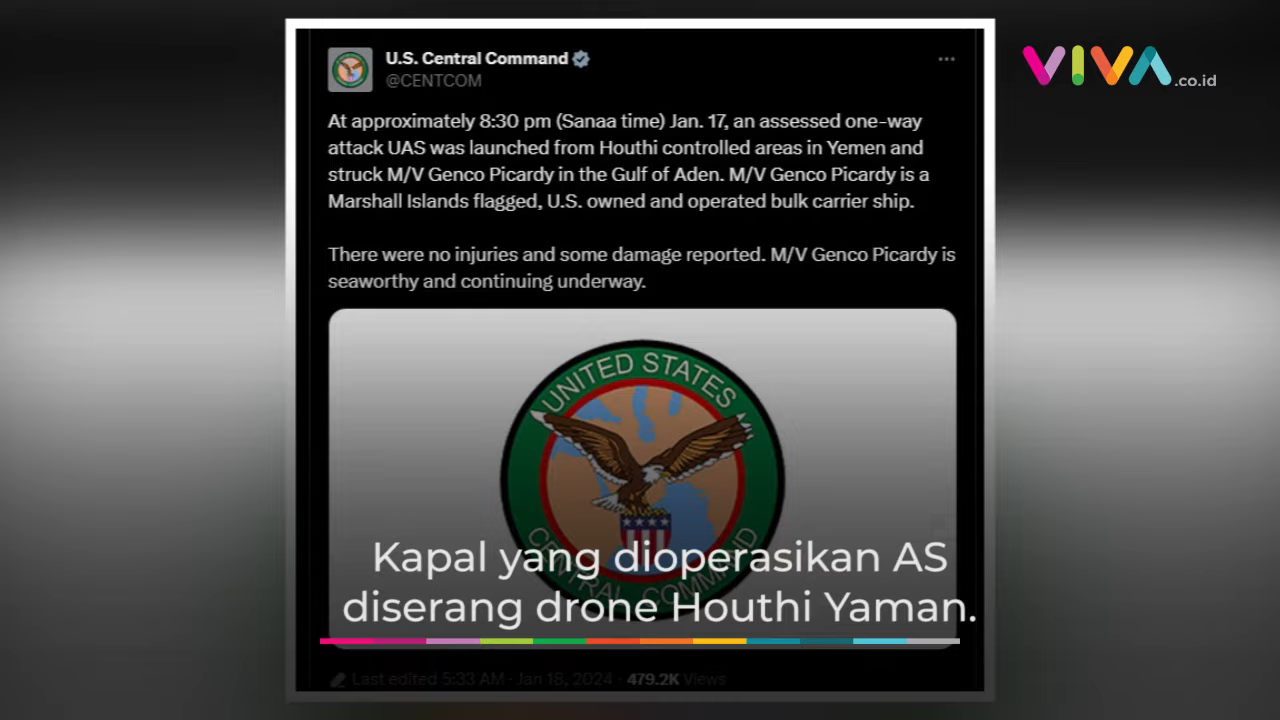 U.S. Central Command
@CENTCOM
VIVA.co.id
At approximately 8:30 pm (Sanaa time) Jan. 17, an assessed one-way
attack UAS was launched from Houthi controlled areas in Yemen and
struck M/V Genco Picardy in the Gulf of Aden. M/V Genco Picardy is a
Marshall Islands flagged, U.S. owned and operated bulk carrier ship.
There were no injuries and some damage reported. M/V Genco Picardy is
seaworthy and continuing underway.
UNITED STATES
CENTRAL COMMAND
Kapal yang dioperasikan AS
diserang drone Houthi Yaman.
Last edited 5:33 AM · Jan 18, 2024 · 479.2K Views